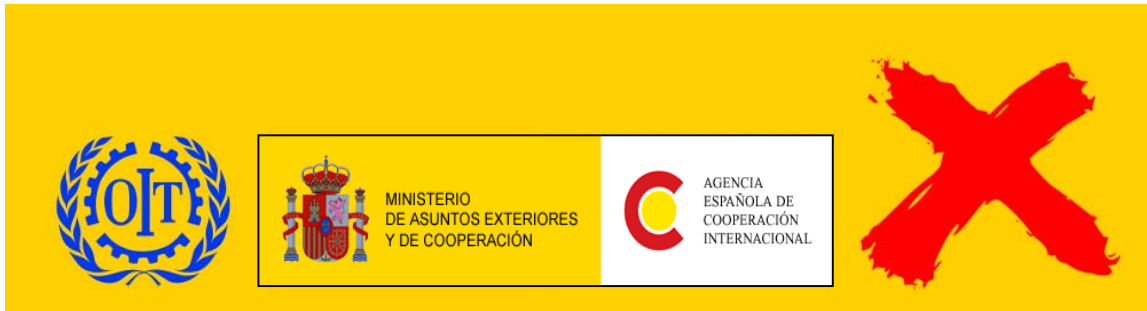 OIT
MINISTERIO
DE ASUNTOS EXTERIORES
Y DE COOPERACIÓN
AGENCIA
ESPAÑOLA DE
COOPERACIÓN
INTERNACIONAL